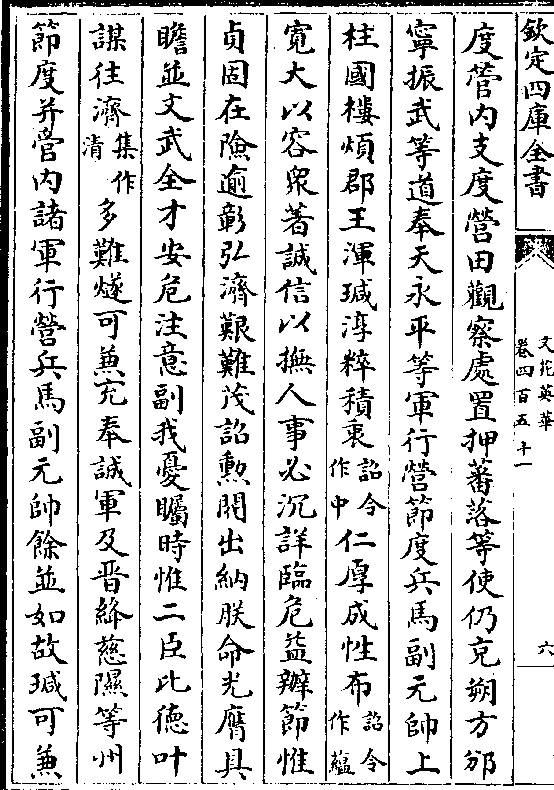 欽定四庫全書
文苑英華
卷四百五十一
六
度營内支度營田觀察處置押蕃落等使仍充朔方邠
寧振武等道奉天永平等軍行營節度兵馬副元帥上
柱國樓煩郡王渾瑊淳粹積衷詔令作中仁厚成性布詔令作藴
寛大以容衆著誠信以撫人事必沉詳臨危益辦節惟
貞固在險逾彰弘濟艱難茂詔勲閥出納朕命光膺具
瞻並文武全才安危注意副我憂矚時惟二臣比徳叶
謀往濟集作清多難燧可兼充奉誠軍及晋絳慈隰等州
節度并管内諸軍行營兵馬副元帥餘並如故瑊可兼